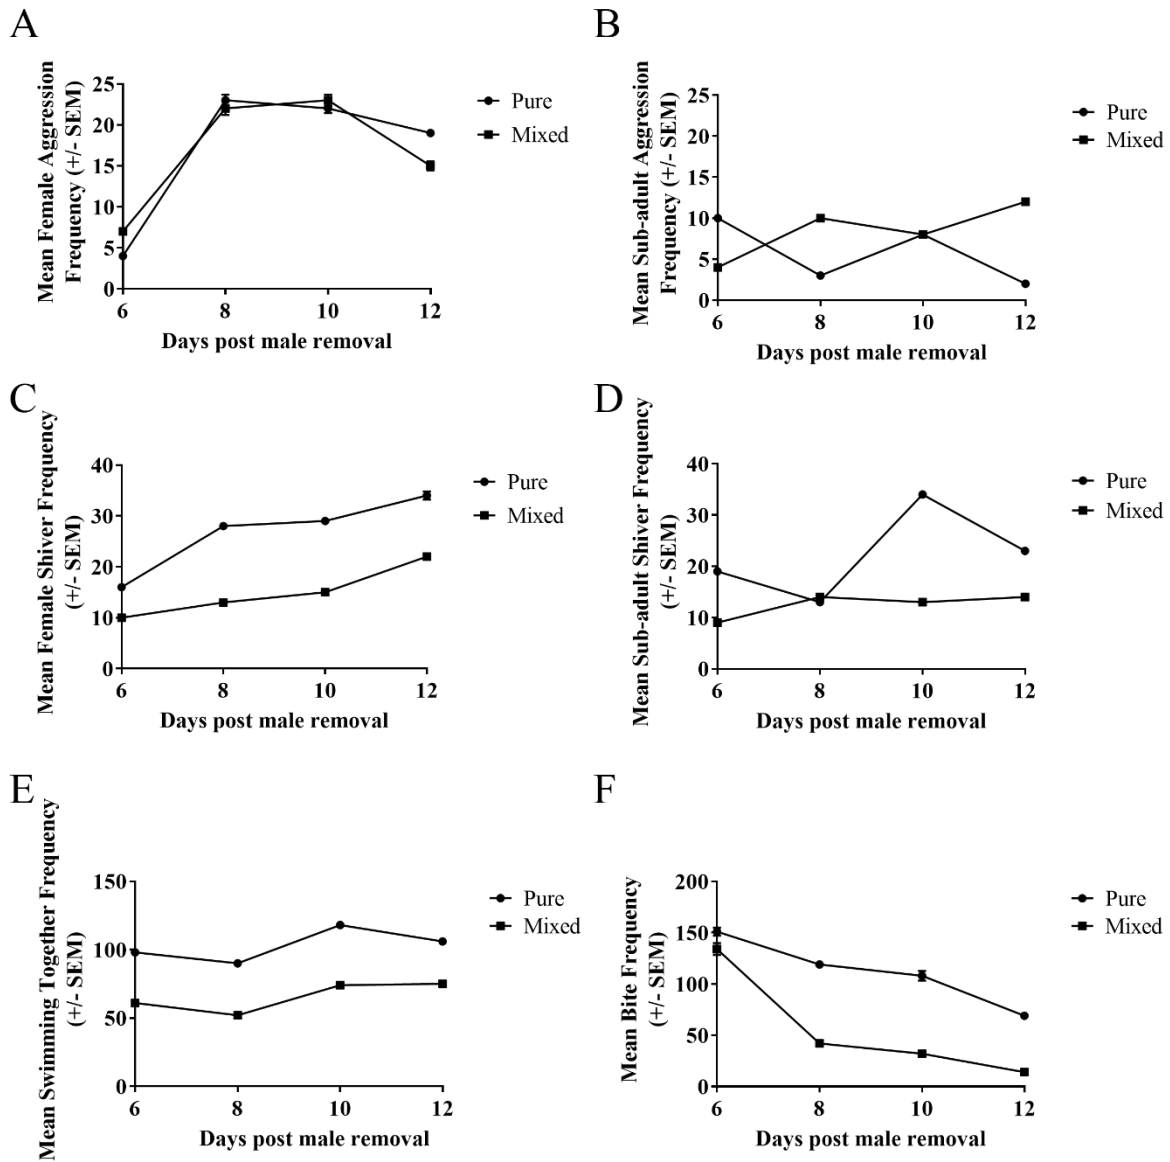 A
Mean Female Aggression
Frequency (+/- SEM)
25
20
15
10
5
0
6
8
10
12
Days post male removal
Pure
Mixed
B
Mean Sub-adult Aggression
Frequency (+/- SEM)
25
20
15
10
5
0
6
8
10
12
Days post male removal
Pure
Mixed
C
Mean Female Shiver Frequency
(+/- SEM)
40
30
20
10
0
6
8
10
12
Days post male removal
Pure
Mixed
D
Mean Sub-adult Shiver Frequency
(+/- SEM)
40
30
20
10
0
6
8
10
12
Days post male removal
Pure
Mixed
E
Mean Swimming Together Frequency
(+/- SEM)
150
100
50
0
6
8
10
12
Days post male removal
Pure
Mixed
F
Mean Bite Frequency
(+/- SEM)
200
150
100
50
0
6
8
10
12
Days post male removal
Pure
Mixed